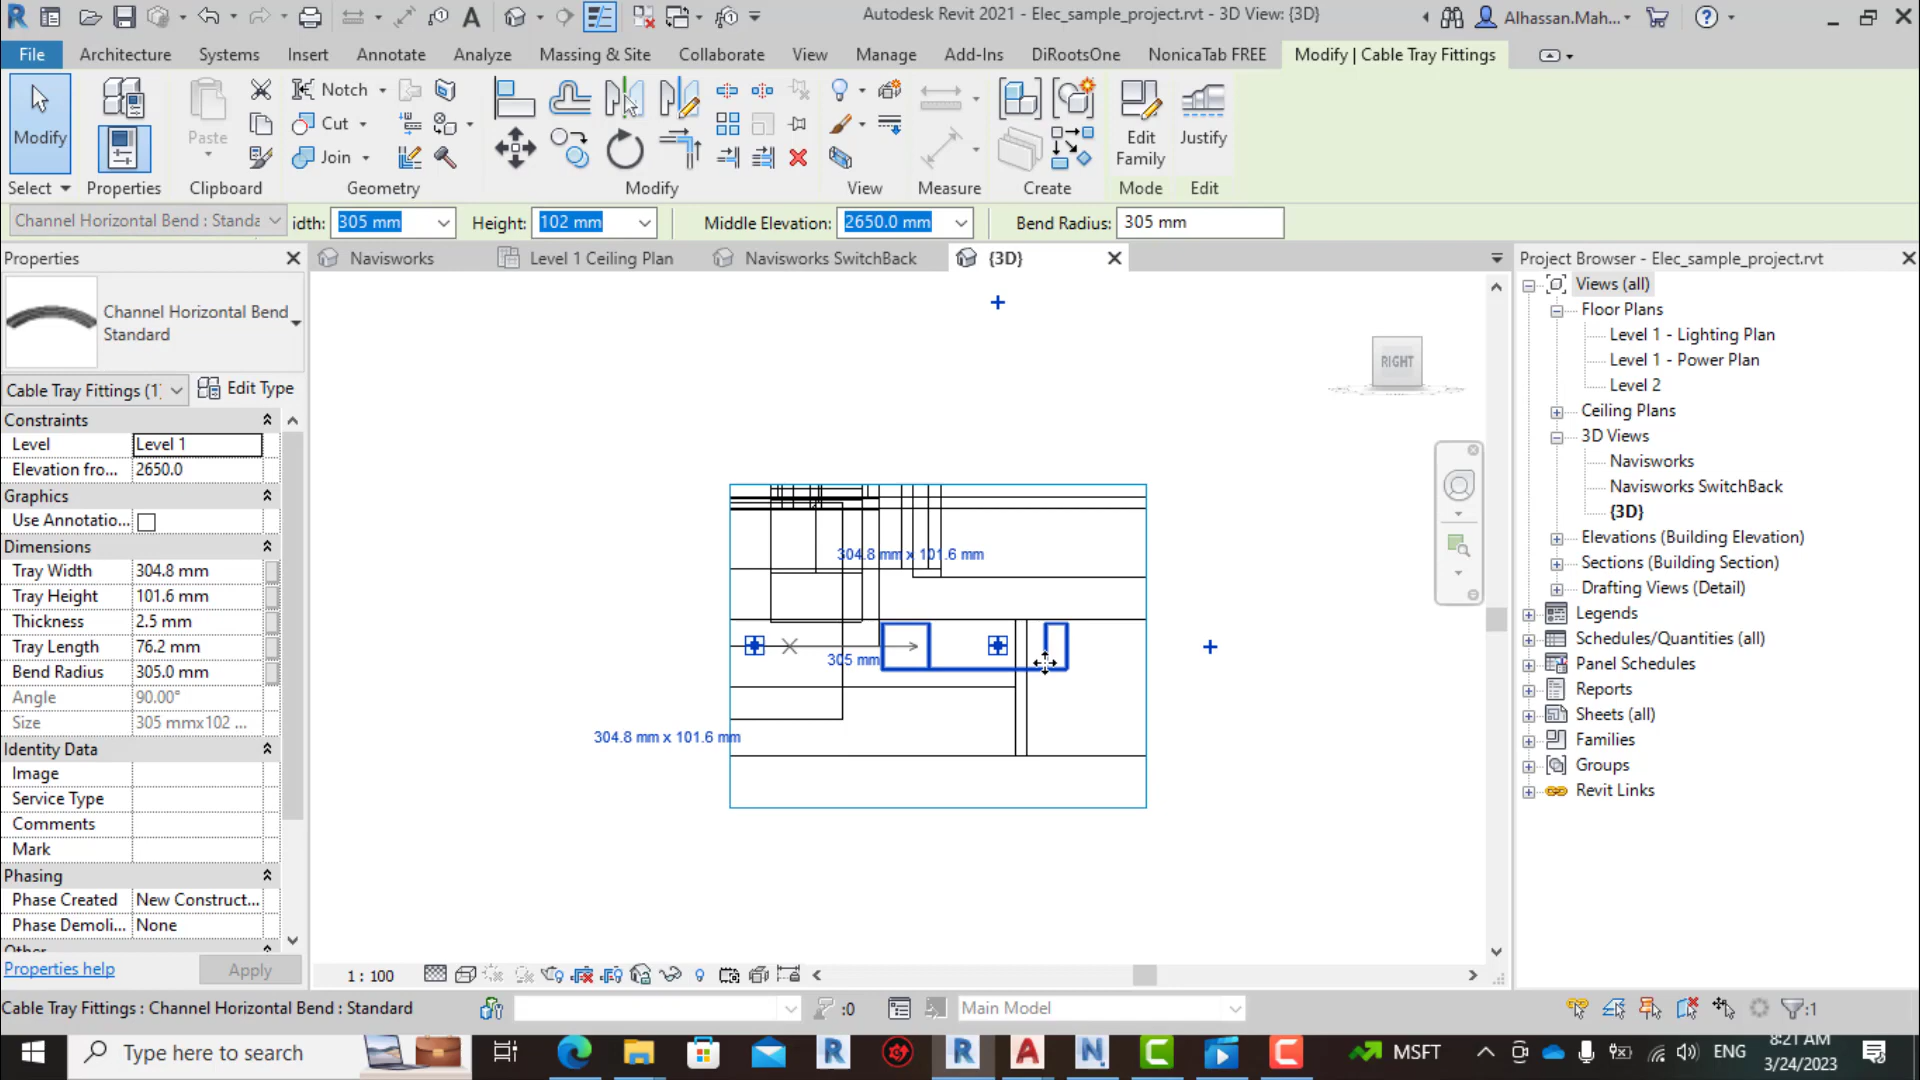 Autodesk Revit 2021 - Elec_sample_project.rvt - 3D View: {3D}
Alhassan.Mah...
File Architecture Systems Insert Annotate Analyze Massing & Site Collaborate View Manage Add-Ins DiRootsOne NonicaTab FREE Modify | Cable Tray Fittings
Modify
Paste
Notch
Cut
Join
Edit Family
Justify
Select Properties Clipboard Geometry Modify View Measure Create Mode Edit
Channel Horizontal Bend : Standa idth: 305 mm Height: 102 mm Middle Elevation: 2650.0 mm Bend Radius: 305 mm
Properties
Navisworks Level 1 Ceiling Plan Navisworks SwitchBack {3D}
Project Browser - Elec_sample_project.rvt
Channel Horizontal Bend
Standard
Cable Tray Fittings (1) Edit Type
Constraints
Level Level 1
Elevation fro... 2650.0
Graphics
Use Annotatio...
Dimensions
Tray Width 304.8 mm
Tray Height 101.6 mm
Thickness 2.5 mm
Tray Length 76.2 mm
Bend Radius 305.0 mm
Angle 90.00°
Size 305 mmx102 ...
Identity Data
Image
Service Type
Comments
Mark
Phasing
Phase Created New Construct...
Phase Demoli... None
Other
Properties help Apply
RIGHT
304.8 mm x 101.6 mm
305 mm
304.8 mm x 101.6 mm
Views (all)
Floor Plans
Level 1 - Lighting Plan
Level 1 - Power Plan
Level 2
Ceiling Plans
3D Views
Navisworks
Navisworks SwitchBack
{3D}
Elevations (Building Elevation)
Sections (Building Section)
Drafting Views (Detail)
Legends
Schedules/Quantities (all)
Panel Schedules
Reports
Sheets (all)
Families
Groups
Revit Links
1 : 100
Cable Tray Fittings : Channel Horizontal Bend : Standard :0 Main Model :1
Type here to search
MSFT
ENG
8:21 AM
3/24/2023